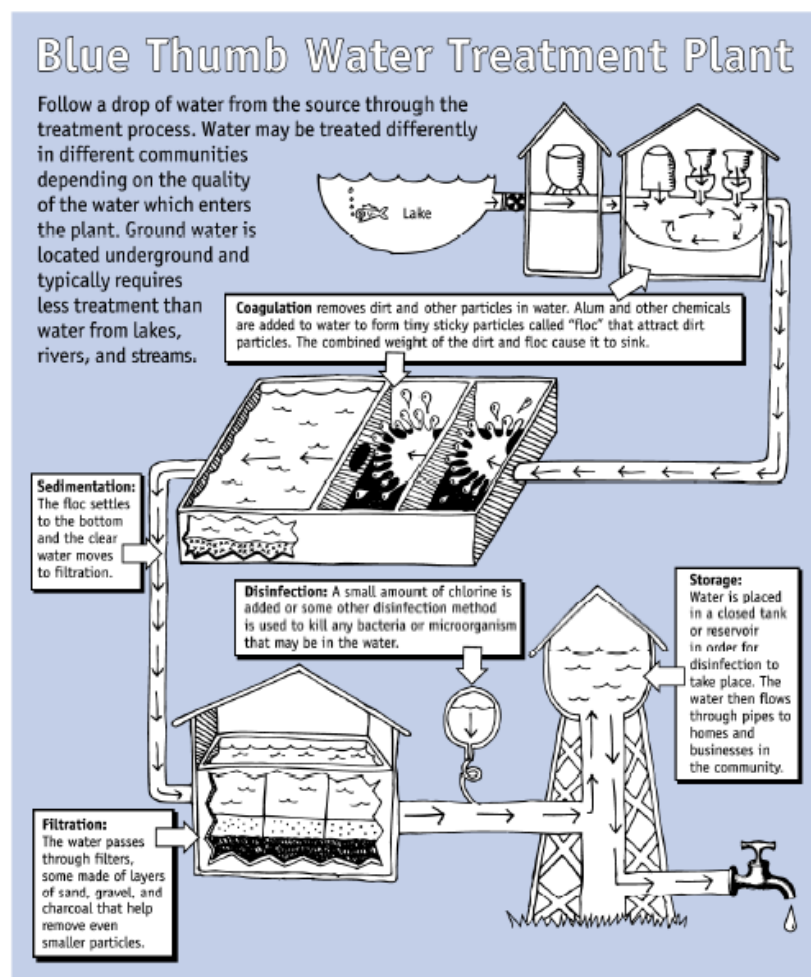 Blue Thumb Water Treatment Plant
Follow a drop of water from the source through the
treatment process. Water may be treated differently
in different communities
depending on the quality
of the water which enters
the plant. Ground water is
located underground and
typically requires
less treatment than
water from lakes,
rivers, and streams.
Lake
Coagulation removes dirt and other particles in water. Alum and other chemicals
are added to water to form tiny sticky particles called "floc" that attract dirt
particles. The combined weight of the dirt and floc cause it to sink.
Sedimentation:
The floc settles
to the bottom
and the clear
water moves
to filtration.
Disinfection: A small amount of chlorine is
added or some other disinfection method
is used to kill any bacteria or microorganism
that may be in the water.
Storage:
Water is placed
in a closed tank
or reservoir
in order for
disinfection to
take place. The
water then flows
through pipes to
homes and
businesses in
the community.
Filtration:
The water passes
through filters,
some made of layers
of sand, gravel, and
charcoal that help
remove even
smaller particles.